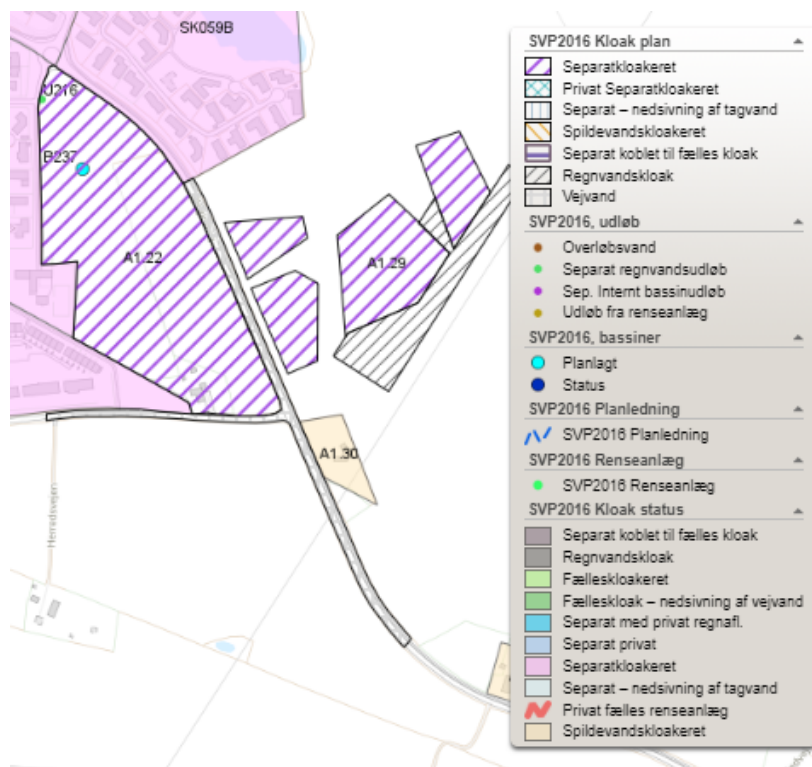 SK059B
U216
B237
A1.22
A1.29
A1.30
Herredsvejen
SVP2016 Kloak plan
Separatkloakeret
Privat Separatkloakeret
Separat – nedsivning af tagvand
Spildevandskloakeret
Separat koblet til fælles kloak
Regnvandskloak
Vejvand
SVP2016, udløb
Overløbsvand
Separat regnvandsudløb
Sep. Internt bassinudløb
Udløb fra renseanlæg
SVP2016, bassiner
Planlagt
Status
SVP2016 Planledning
SVP2016 Planledning
SVP2016 Renseanlæg
SVP2016 Renseanlæg
SVP2016 Kloak status
Separat koblet til fælles kloak
Regnvandskloak
Fælleskloakeret
Fælleskloak – nedsivning af vejvand
Separat med privat regnafl.
Separat privat
Separatkloakeret
Separat – nedsivning af tagvand
Privat fælles renseanlæg
Spildevandskloakeret